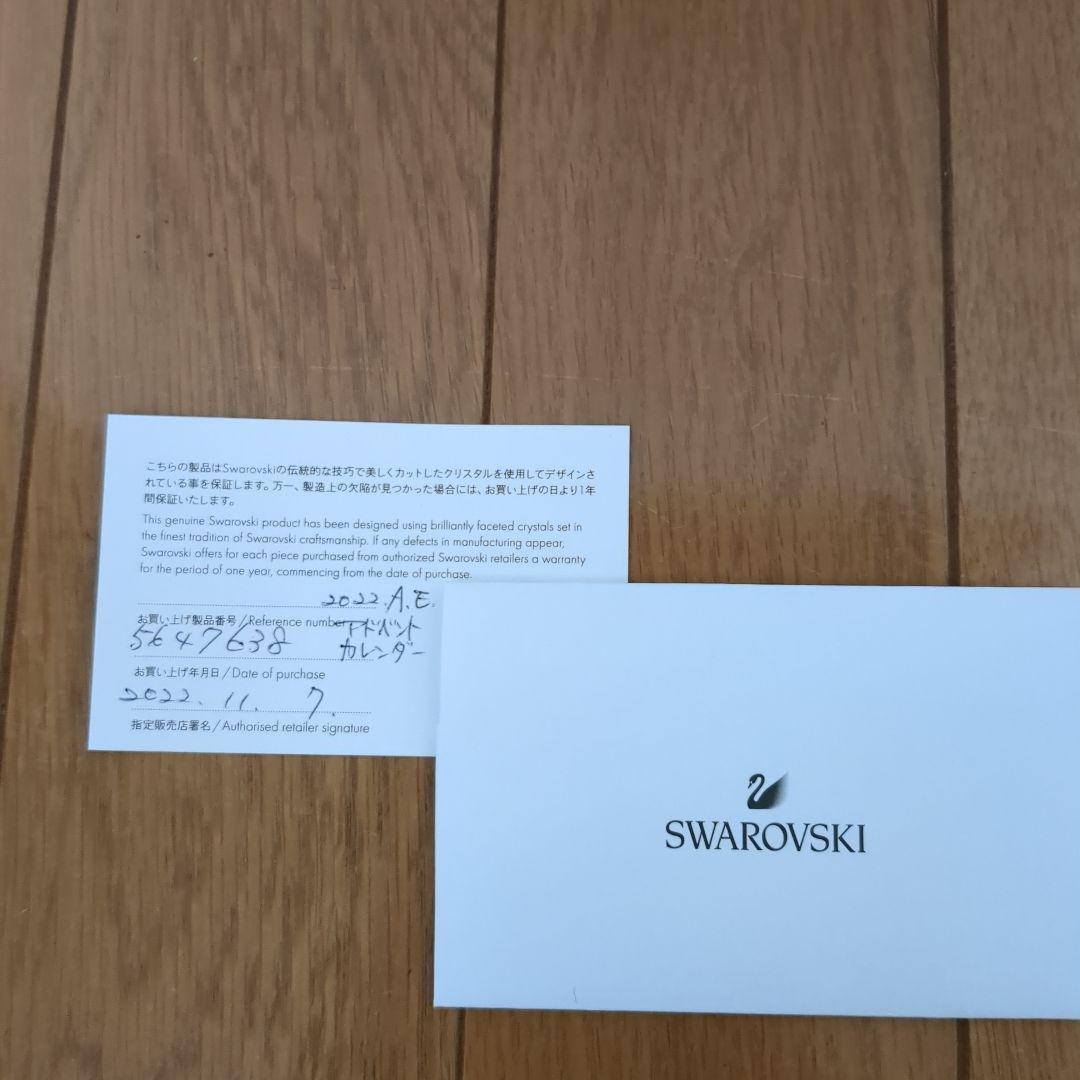 こちらの製品はSwarovskiの伝統的な技巧で美しくカットしたクリスタルを使用してデザインさ
れている事を保証します。万一、製造上の欠陥が見つかった場合には、お買い上げの日より1年
間保証いたします。
This genuine Swarovski product has been designed using brilliantly faceted crystals set in
the finest tradition of Swarovski craftsmanship. If any defects in manufacturing appear,
Swarovski offers for each piece purchased from authorized Swarovski retailers a warranty
for the period of one year, commencing from the date of purchase.
2022.A.E.
お買い上げ製品番号/Reference number アドベント
5647638 カレンダー
お買い上げ年月日/Date of purchase
2022. 11. 7.
指定販売店署名/Authorised retailer signature
SWAROVSKI